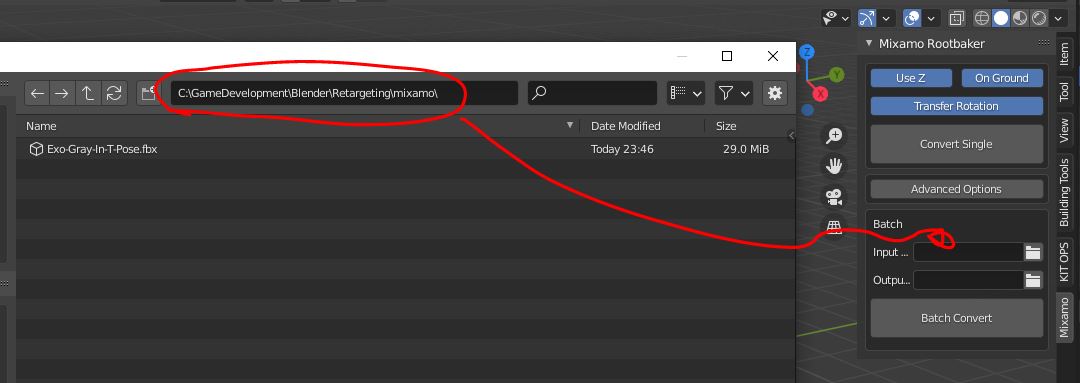 C:\GameDevelopment\Blender\Retargeting\mixamo\
Name Date Modified Size
Exo-Gray-In-T-Pose.fbx Today 23:46 29.0 MiB
Z
Y
X
Mixamo Rootbaker
Use Z On Ground
Transfer Rotation
Convert Single
Advanced Options
Batch
Input ...
Outpu...
Batch Convert
Item
Tool
View
Building Tools
KIT OPS
Mixamo